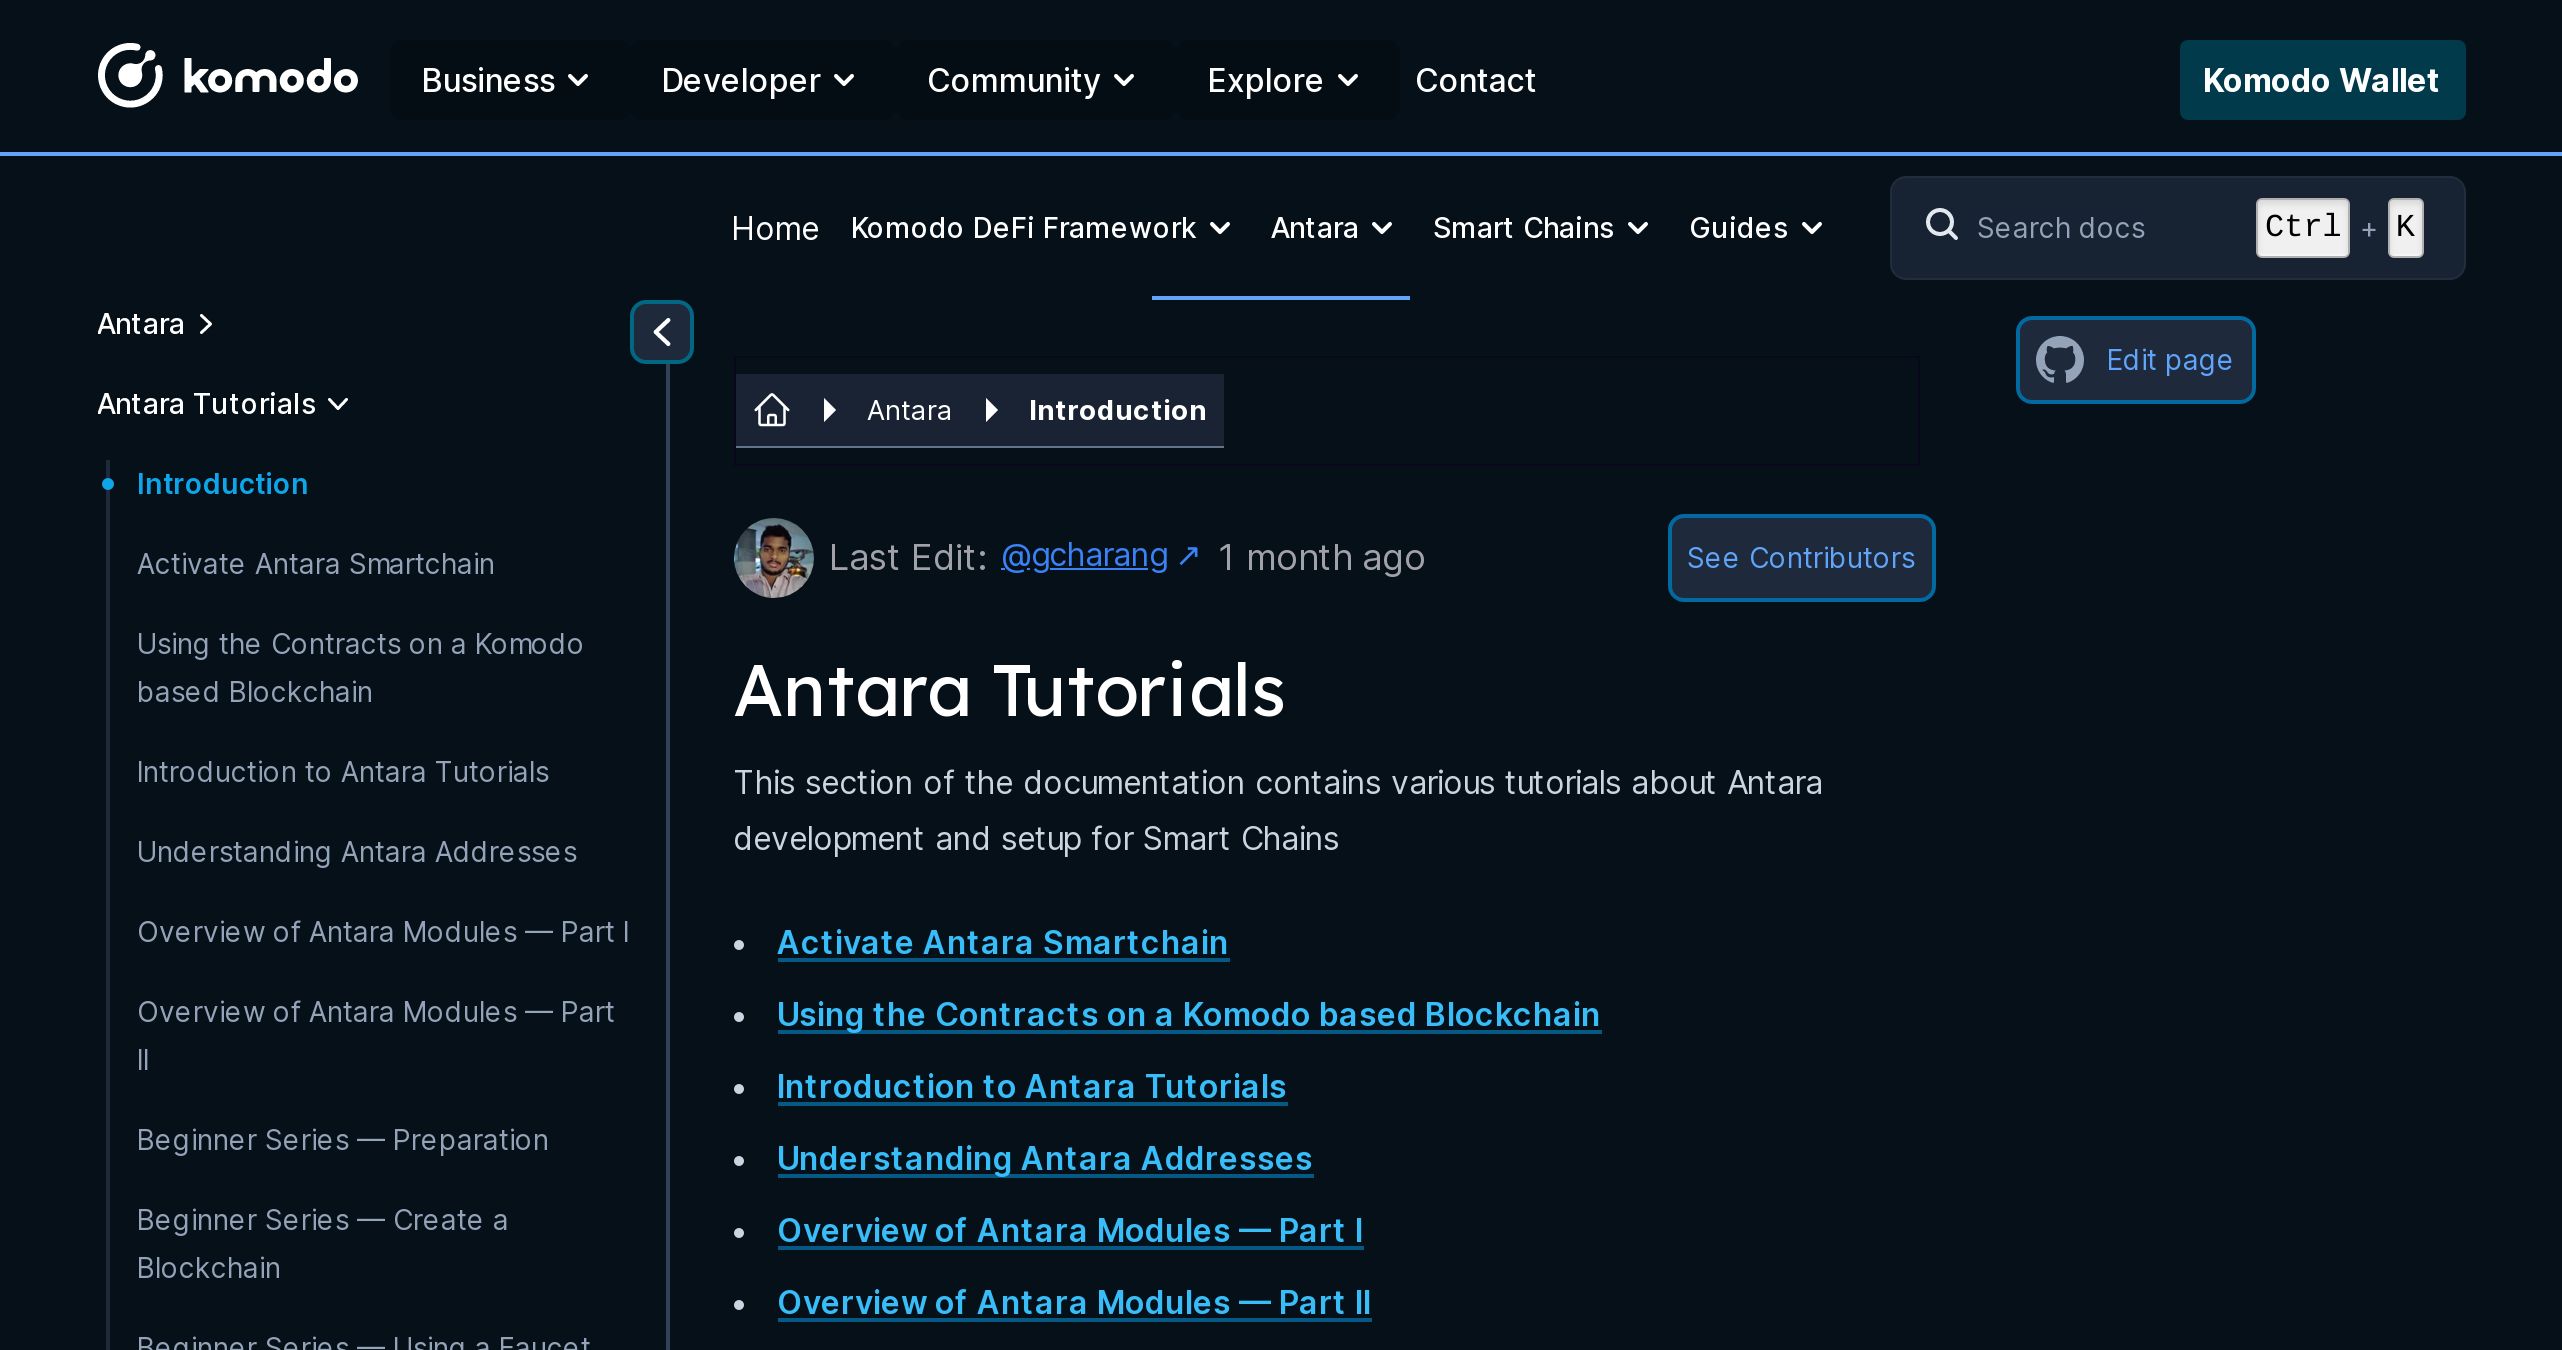 komodo
Business
Developer
Community
Explore
Contact
Komodo Wallet
Home
Komodo DeFi Framework
Antara
Smart Chains
Guides
Search docs
Ctrl + K
Antara
Antara Tutorials
Introduction
Activate Antara Smartchain
Using the Contracts on a Komodo
based Blockchain
Introduction to Antara Tutorials
Understanding Antara Addresses
Overview of Antara Modules — Part I
Overview of Antara Modules — Part
II
Beginner Series — Preparation
Beginner Series — Create a
Blockchain
Beginner Series — Using a Faucet
Antara
Introduction
Edit page
Last Edit: @gcharang ↗ 1 month ago
See Contributors
Antara Tutorials
This section of the documentation contains various tutorials about Antara
development and setup for Smart Chains
• Activate Antara Smartchain
• Using the Contracts on a Komodo based Blockchain
• Introduction to Antara Tutorials
• Understanding Antara Addresses
• Overview of Antara Modules — Part I
• Overview of Antara Modules — Part II